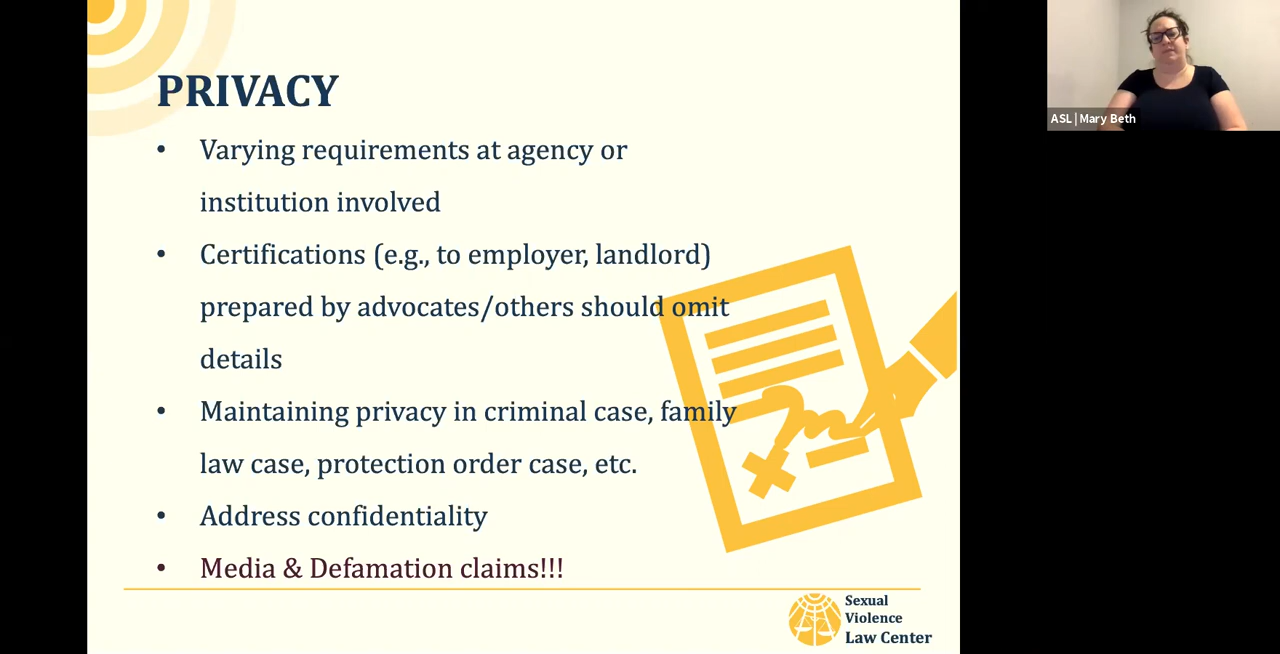 PRIVACY
• Varying requirements at agency or
institution involved
• Certifications (e.g., to employer, landlord)
prepared by advocates/others should omit
details
• Maintaining privacy in criminal case, family
law case, protection order case, etc.
• Address confidentiality
• Media & Defamation claims!!!
Sexual
Violence
Law Center
ASL | Mary Beth